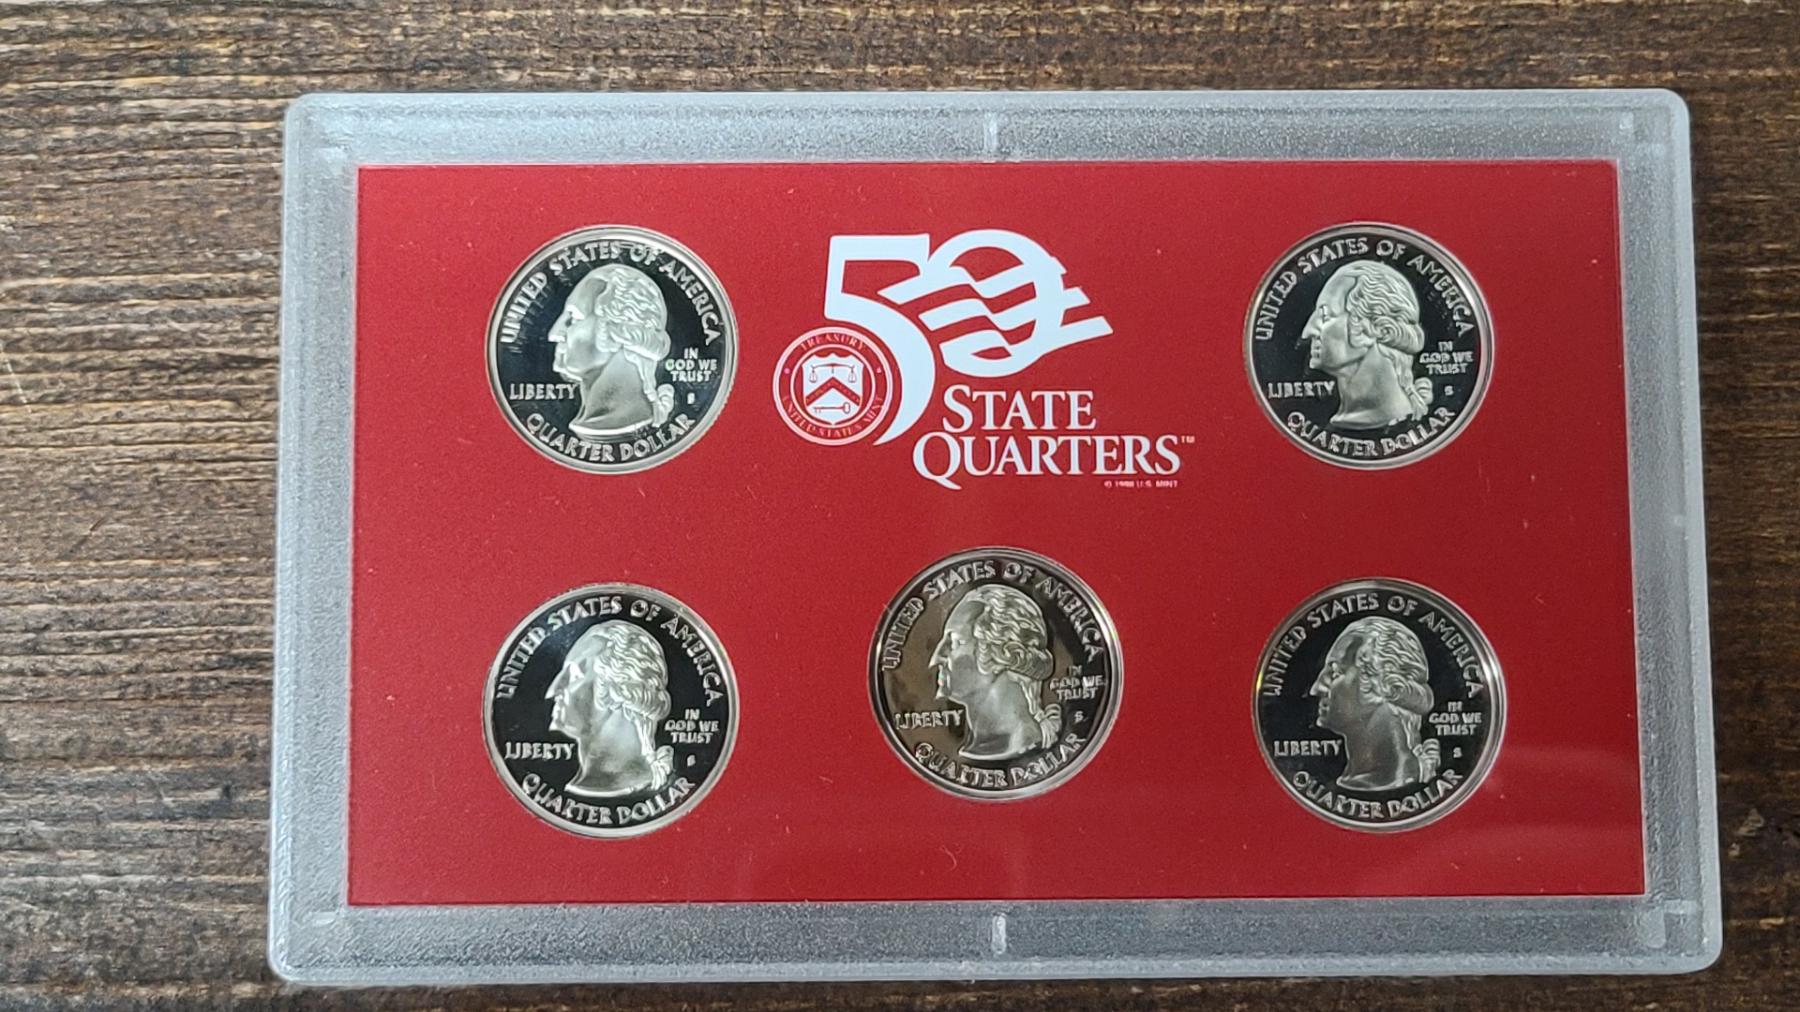 UNITED STATES OF AMERICA
LIBERTY
IN
GOD WE
TRUST
S
QUARTER DOLLAR
50
TREASURY
UNITED STATES MINT
STATE
QUARTERS™
© 1998 U.S. MINT
UNITED STATES OF AMERICA
LIBERTY
IN
GOD WE
TRUST
S
QUARTER DOLLAR
UNITED STATES OF AMERICA
LIBERTY
IN
GOD WE
TRUST
S
QUARTER DOLLAR
UNITED STATES OF AMERICA
LIBERTY
IN
GOD WE
TRUST
S
QUARTER DOLLAR
UNITED STATES OF AMERICA
LIBERTY
IN
GOD WE
TRUST
S
QUARTER DOLLAR